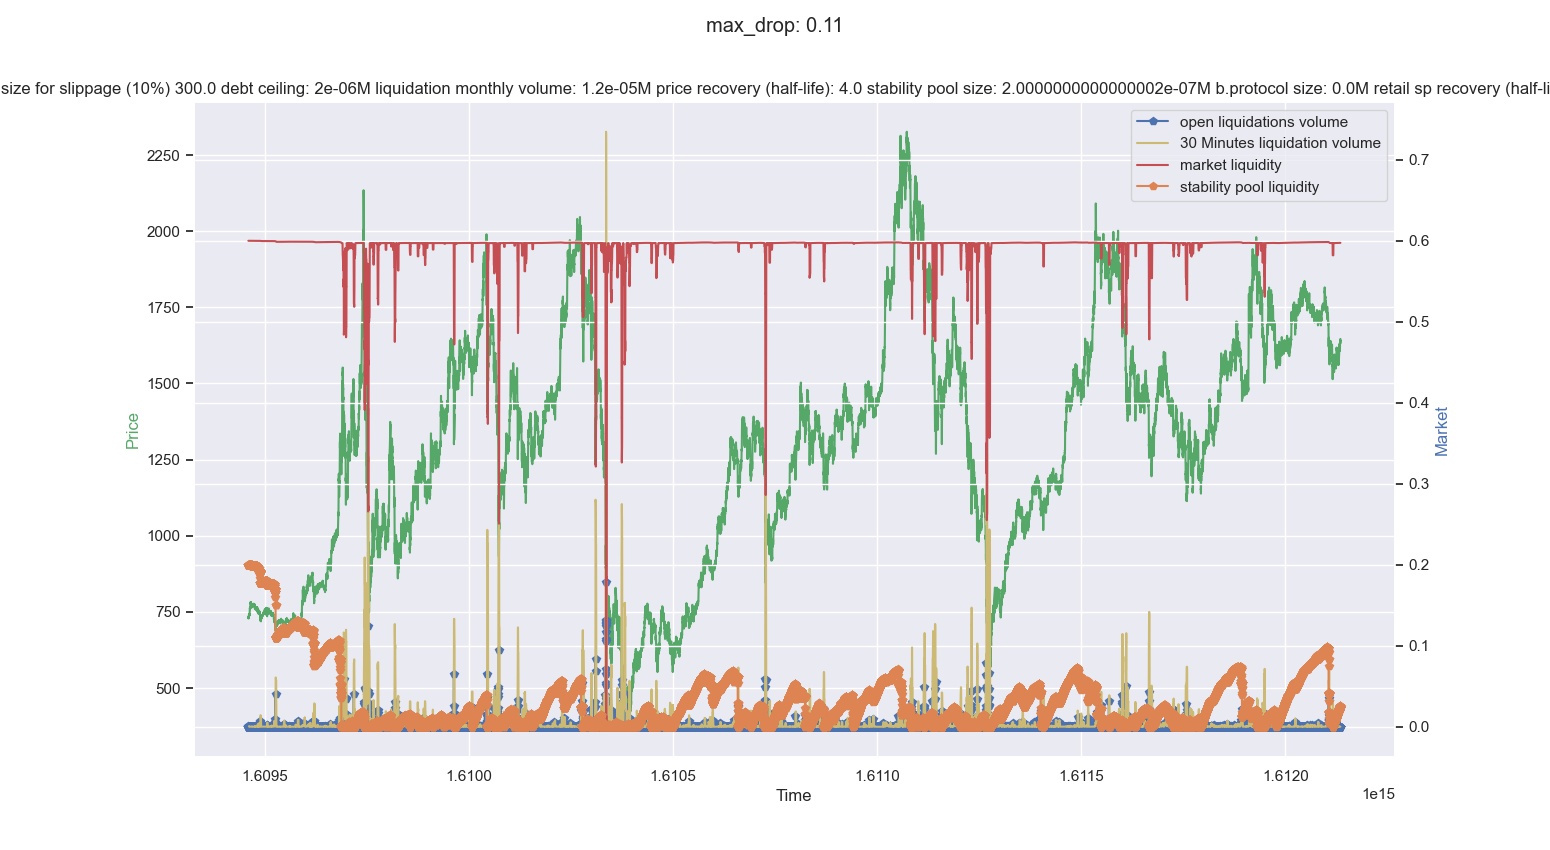 max_drop: 0.11
size for slippage (10%) 300.0 debt ceiling: 2e-06M liquidation monthly volume: 1.2e-05M price recovery (half-life): 4.0 stability pool size: 2.0000000000000002e-07M b.protocol size: 0.0M retail sp recovery (half-li
open liquidations volume
30 Minutes liquidation volume
market liquidity
stability pool liquidity
2250
2000
1750
1500
1250
1000
750
500
Price
0.7
0.6
0.5
0.4
0.3
0.2
0.1
0.0
Market
1.6095 1.6100 1.6105 1.6110 1.6115 1.6120
Time
1e15